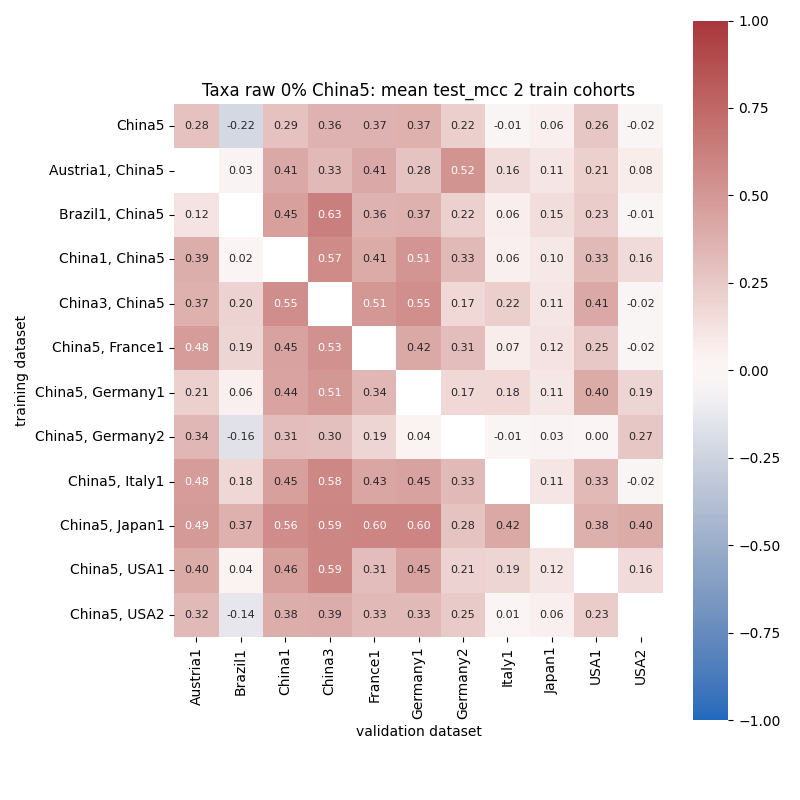 Taxa raw 0% China5: mean test_mcc 2 train cohorts
China5 0.28 -0.22 0.29 0.36 0.37 0.37 0.22 -0.01 0.06 0.26 -0.02
Austria1, China5 0.03 0.41 0.33 0.41 0.28 0.52 0.16 0.11 0.21 0.08
Brazil1, China5 0.12 0.45 0.63 0.36 0.37 0.22 0.06 0.15 0.23 -0.01
China1, China5 0.39 0.02 0.57 0.41 0.51 0.33 0.06 0.10 0.33 0.16
China3, China5 0.37 0.20 0.55 0.51 0.55 0.17 0.22 0.11 0.41 -0.02
China5, France1 0.48 0.19 0.45 0.53 0.42 0.31 0.07 0.12 0.25 -0.02
China5, Germany1 0.21 0.06 0.44 0.51 0.34 0.17 0.18 0.11 0.40 0.19
China5, Germany2 0.34 -0.16 0.31 0.30 0.19 0.04 -0.01 0.03 0.00 0.27
China5, Italy1 0.48 0.18 0.45 0.58 0.43 0.45 0.33 0.11 0.33 -0.02
China5, Japan1 0.49 0.37 0.56 0.59 0.60 0.60 0.28 0.42 0.38 0.40
China5, USA1 0.40 0.04 0.46 0.59 0.31 0.45 0.21 0.19 0.12 0.16
China5, USA2 0.32 -0.14 0.38 0.39 0.33 0.33 0.25 0.01 0.06 0.23
Austria1 Brazil1 China1 China3 France1 Germany1 Germany2 Italy1 Japan1 USA1 USA2
validation dataset
training dataset
1.00
0.75
0.50
0.25
0.00
−0.25
−0.50
−0.75
−1.00